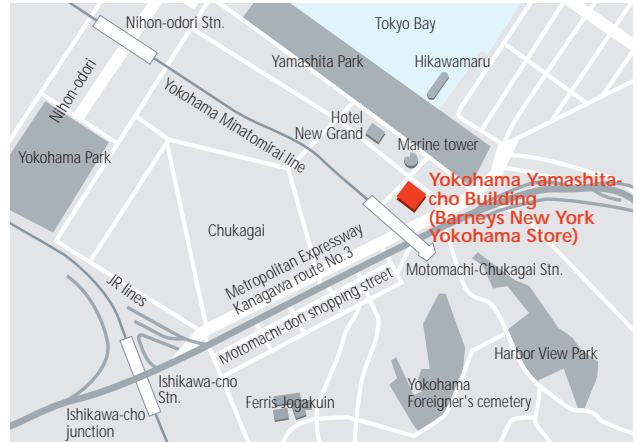 Nihon-odori Stn.
Tokyo Bay
Yamashita Park
Hikawamaru
Nihon-odori
Yokohama Minatomirai line
Hotel
New Grand
Marine tower
Yokohama Park
Yokohama Yamashita-
cho Building
(Barneys New York
Yokohama Store)
Chukagai
Metropolitan Expressway
Kanagawa route No.3
Motomachi-Chukagai Stn.
JR lines
Motomachi-dori shopping street
Harbor View Park
Ishikawa-cno
Stn.
Ferris Jogakuin
Yokohama
Foreigner's cemetery
Ishikawa-cho
junction